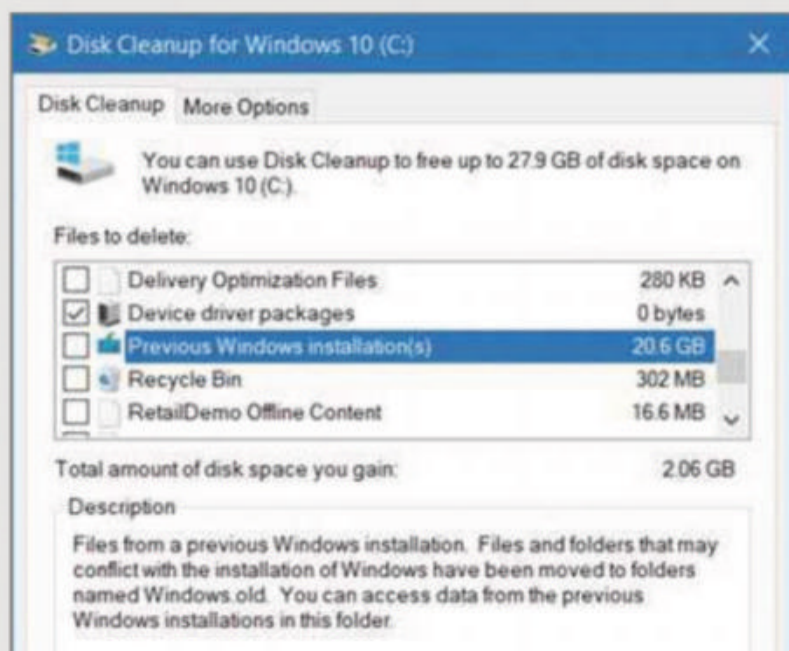 Disk Cleanup for Windows 10 (C:)
Disk Cleanup More Options
You can use Disk Cleanup to free up to 27.9 GB of disk space on
Windows 10 (C:).
Files to delete:
Delivery Optimization Files 280 KB
Device driver packages 0 bytes
Previous Windows installation(s) 20.6 GB
Recycle Bin 302 MB
RetailDemo Offline Content 16.6 MB
Total amount of disk space you gain: 2.06 GB
Description
Files from a previous Windows installation. Files and folders that may
conflict with the installation of Windows have been moved to folders
named Windows.old. You can access data from the previous
Windows installations in this folder.